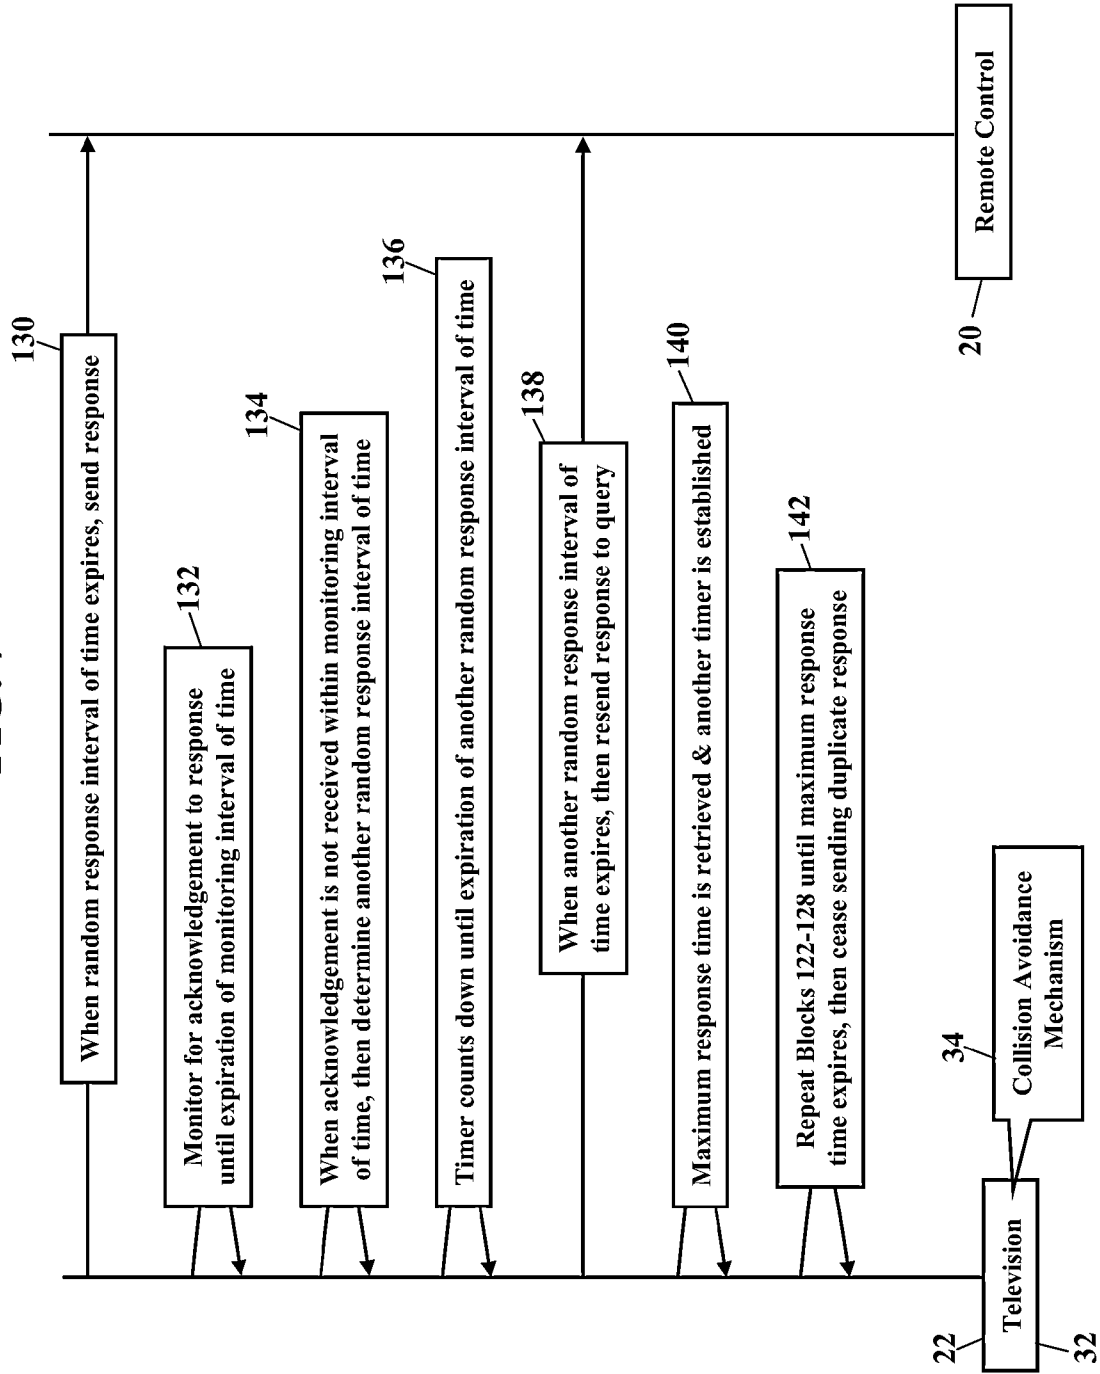 130
When random response interval of time expires, send response
132
Monitor for acknowledgement to response
until expiration of monitoring interval of time
134
When acknowledgement is not received within monitoring interval
of time, then determine another random response interval of time
136
Timer counts down until expiration of another random response interval of time
138
When another random response interval of
time expires, then resend response to query
140
Maximum response time is retrieved & another timer is established
142
Repeat Blocks 122-128 until maximum response
time expires, then cease sending duplicate response
34
Collision Avoidance
Mechanism
22
Television
32
20
Remote Control